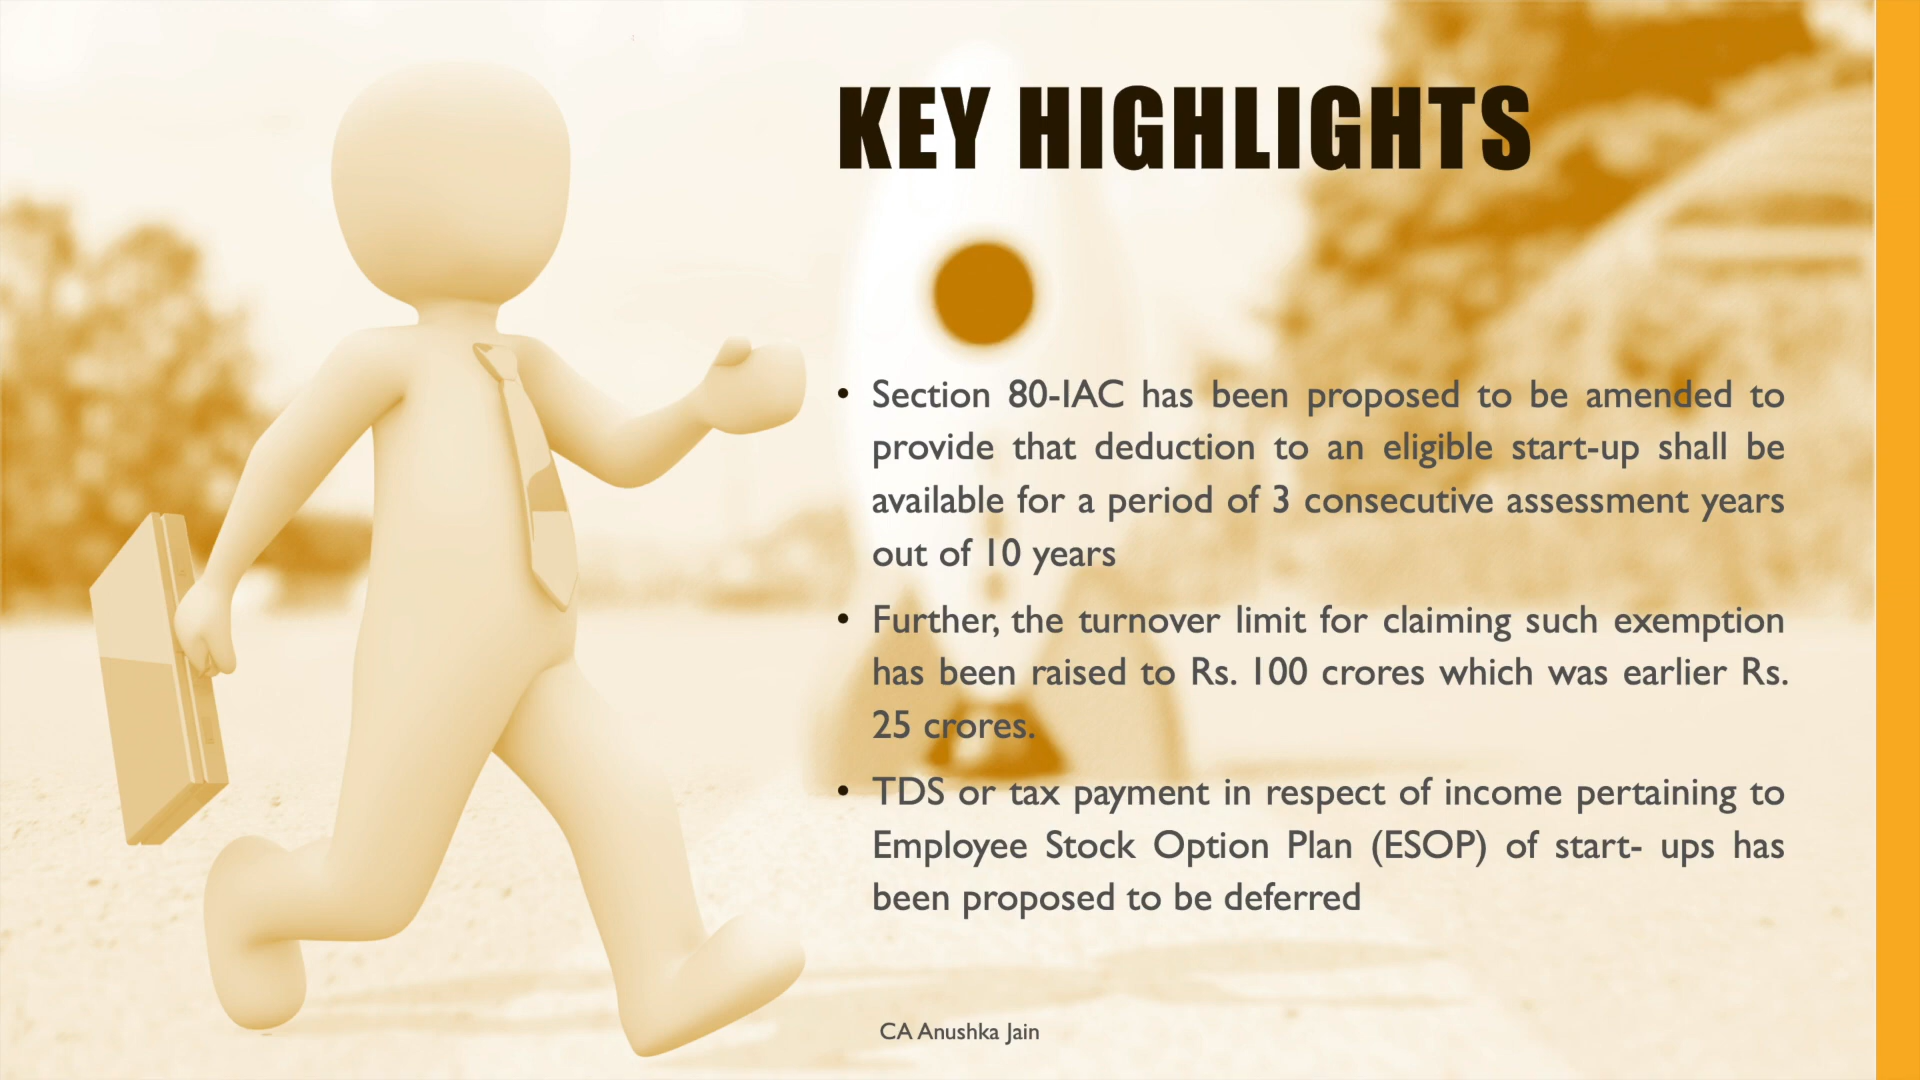 KEY HIGHLIGHTS
• Section 80-IAC has been proposed to be amended to
provide that deduction to an eligible start-up shall be
available for a period of 3 consecutive assessment years
out of 10 years
• Further, the turnover limit for claiming such exemption
has been raised to Rs. 100 crores which was earlier Rs.
25 crores.
• TDS or tax payment in respect of income pertaining to
Employee Stock Option Plan (ESOP) of start- ups has
been proposed to be deferred
CA Anushka Jain